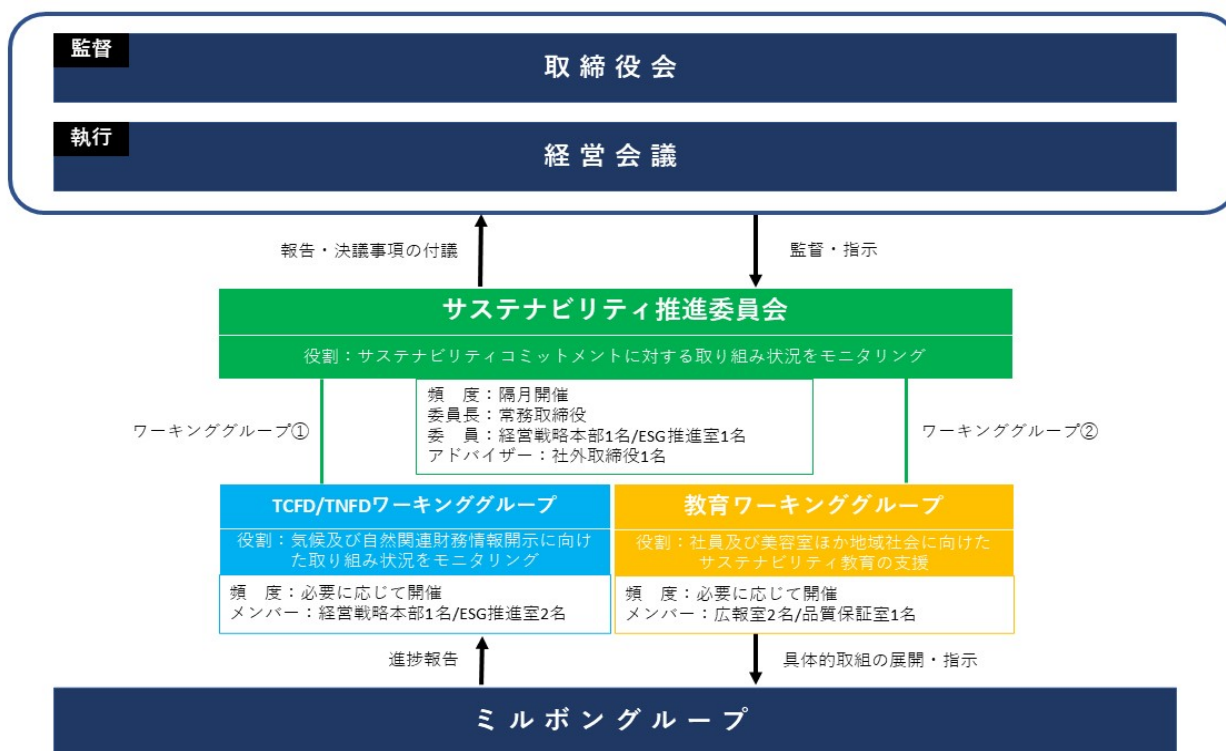 監督
取締役会
執行
経営会議
報告・決議事項の付議
監督・指示
サステナビリティ推進委員会
役割：サステナビリティコミットメントに対する取り組み状況をモニタリング
頻　度：隔月開催
委員長：常務取締役
委　員：経営戦略本部1名/ESG推進室1名
アドバイザー：社外取締役1名
ワーキンググループ①
ワーキンググループ②
TCFD/TNFDワーキンググループ
役割：気候及び自然関連財務情報開示に向け
た取り組み状況をモニタリング
頻　度：必要に応じて開催
メンバー：経営戦略本部1名/ESG推進室2名
教育ワーキンググループ
役割：社員及び美容室ほか地域社会に向けた
サステナビリティ教育の支援
頻　度：必要に応じて開催
メンバー：広報室2名/品質保証室1名
進捗報告
具体的取組の展開・指示
ミルボングループ